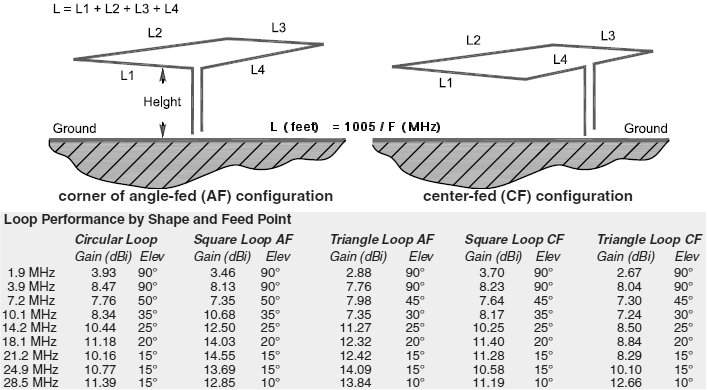 L = L1 + L2 + L3 + L4
L2
L3
L1
L4
Height
Ground
L (feet) = 1005 / F (MHz)
L2
L3
L4
L1
Ground
corner of angle-fed (AF) configuration
center-fed (CF) configuration
Loop Performance by Shape and Feed Point
Circular Loop Square Loop AF Triangle Loop AF Square Loop CF Triangle Loop CF
Gain (dBi) Elev Gain (dBi) Elev Gain (dBi) Elev Gain (dBi) Elev Gain (dBi) Elev
1.9 MHz 3.93 90° 3.46 90° 2.88 90° 3.70 90° 2.67 90°
3.9 MHz 8.47 90° 8.13 90° 7.76 90° 8.23 90° 8.04 90°
7.2 MHz 7.76 50° 7.35 50° 7.98 45° 7.64 45° 7.30 45°
10.1 MHz 8.34 35° 10.68 35° 7.35 30° 8.17 35° 7.24 30°
14.2 MHz 10.44 25° 12.50 25° 11.27 25° 10.25 25° 8.50 25°
18.1 MHz 11.18 20° 14.03 20° 12.32 20° 11.40 20° 8.84 20°
21.2 MHz 10.16 15° 14.55 15° 12.42 15° 11.28 15° 8.29 15°
24.9 MHz 10.77 15° 13.69 15° 14.09 15° 10.58 15° 10.10 15°
28.5 MHz 11.39 15° 12.85 10° 13.84 10° 11.19 10° 12.66 10°